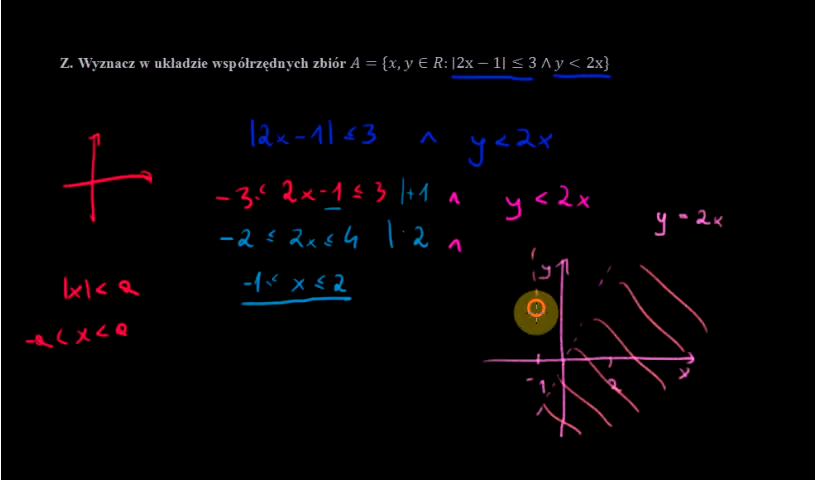 Z. Wyznacz w układzie współrzędnych zbiór A = {x, y ∈ R: |2x − 1| ≤ 3 ∧ y < 2x}
|2x-1| ≤ 3 ∧ y < 2x
-3 ≤ 2x-1 ≤ 3 |+1 ∧ y < 2x
y = 2x
-2 ≤ 2x ≤ 4 |:2 ∧
-1 ≤ x ≤ 2
|x| < a
-a < x < a
y
-1 2 x